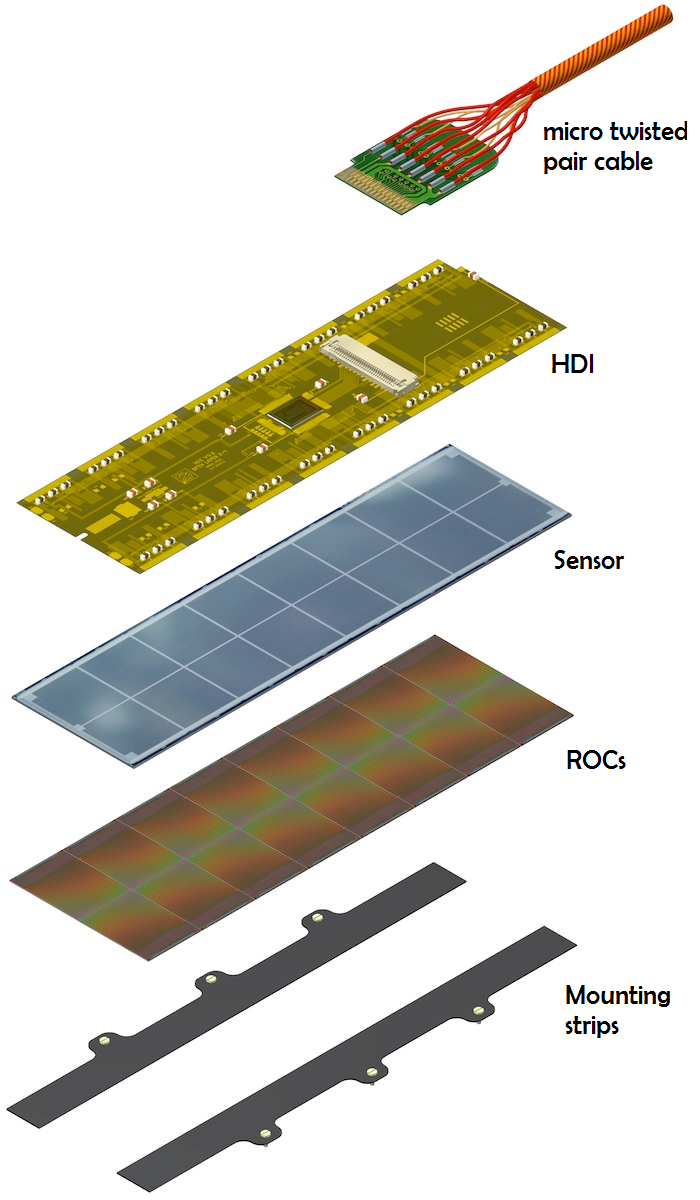 micro twisted
pair cable
HDI
Sensor
ROCs
Mounting
strips